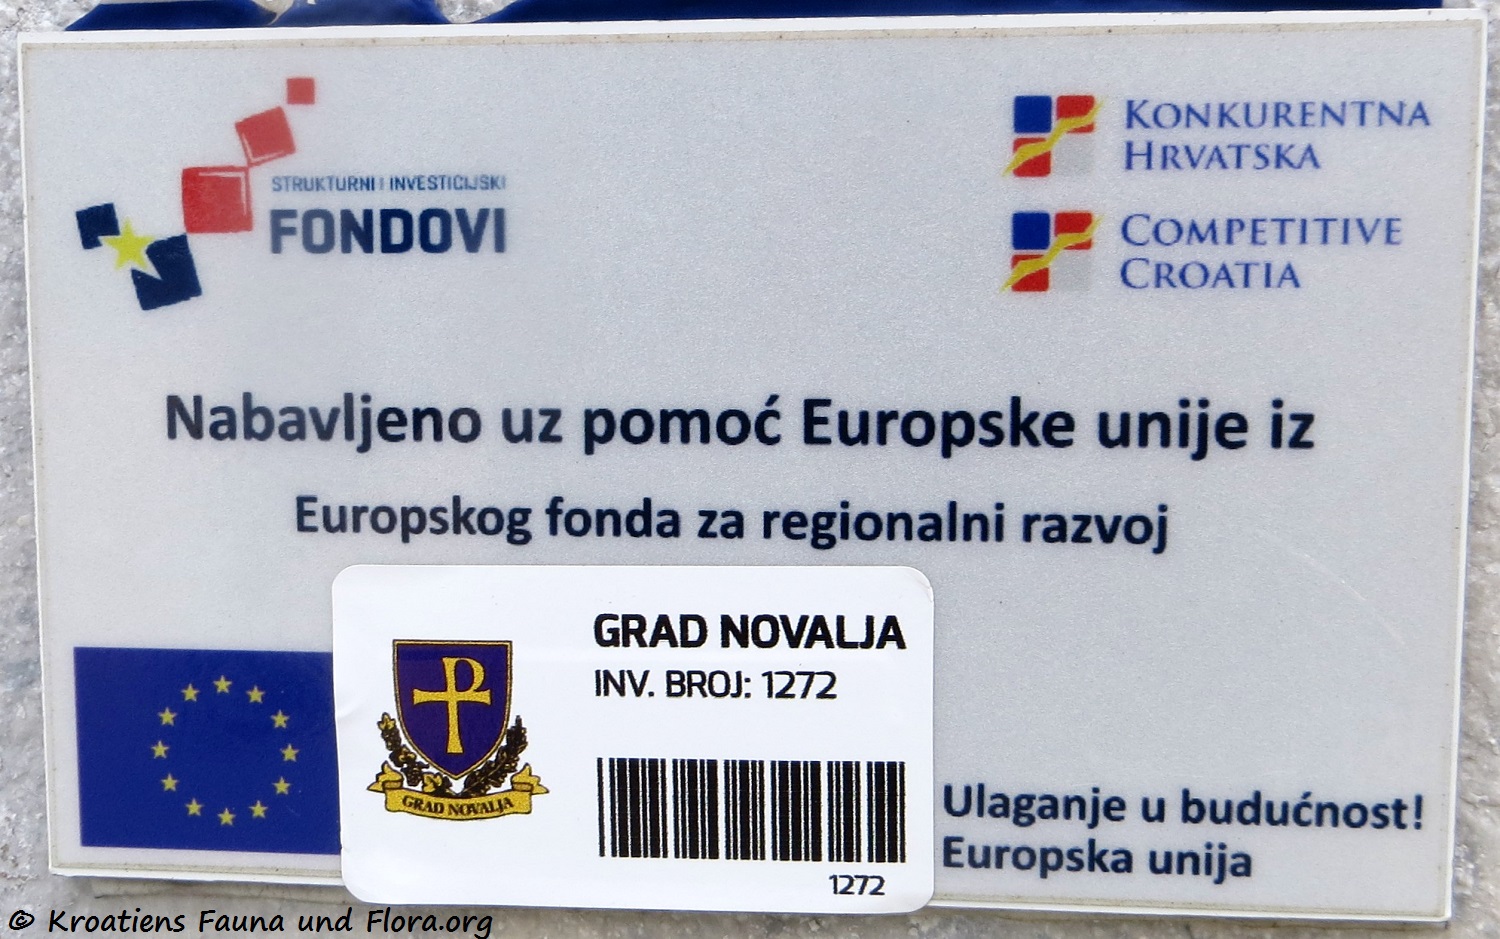 STRUKTURNI I INVESTICIJSKI
FONDOVI
KONKURENTNA
HRVATSKA
COMPETITIVE
CROATIA
Nabavljeno uz pomoć Europske unije iz
Europskog fonda za regionalni razvoj
GRAD NOVALJA
INV. BROJ: 1272
GRAD NOVALJA
1272
Ulaganje u budućnost!
Europska unija
© Kroatiens Fauna und Flora.org